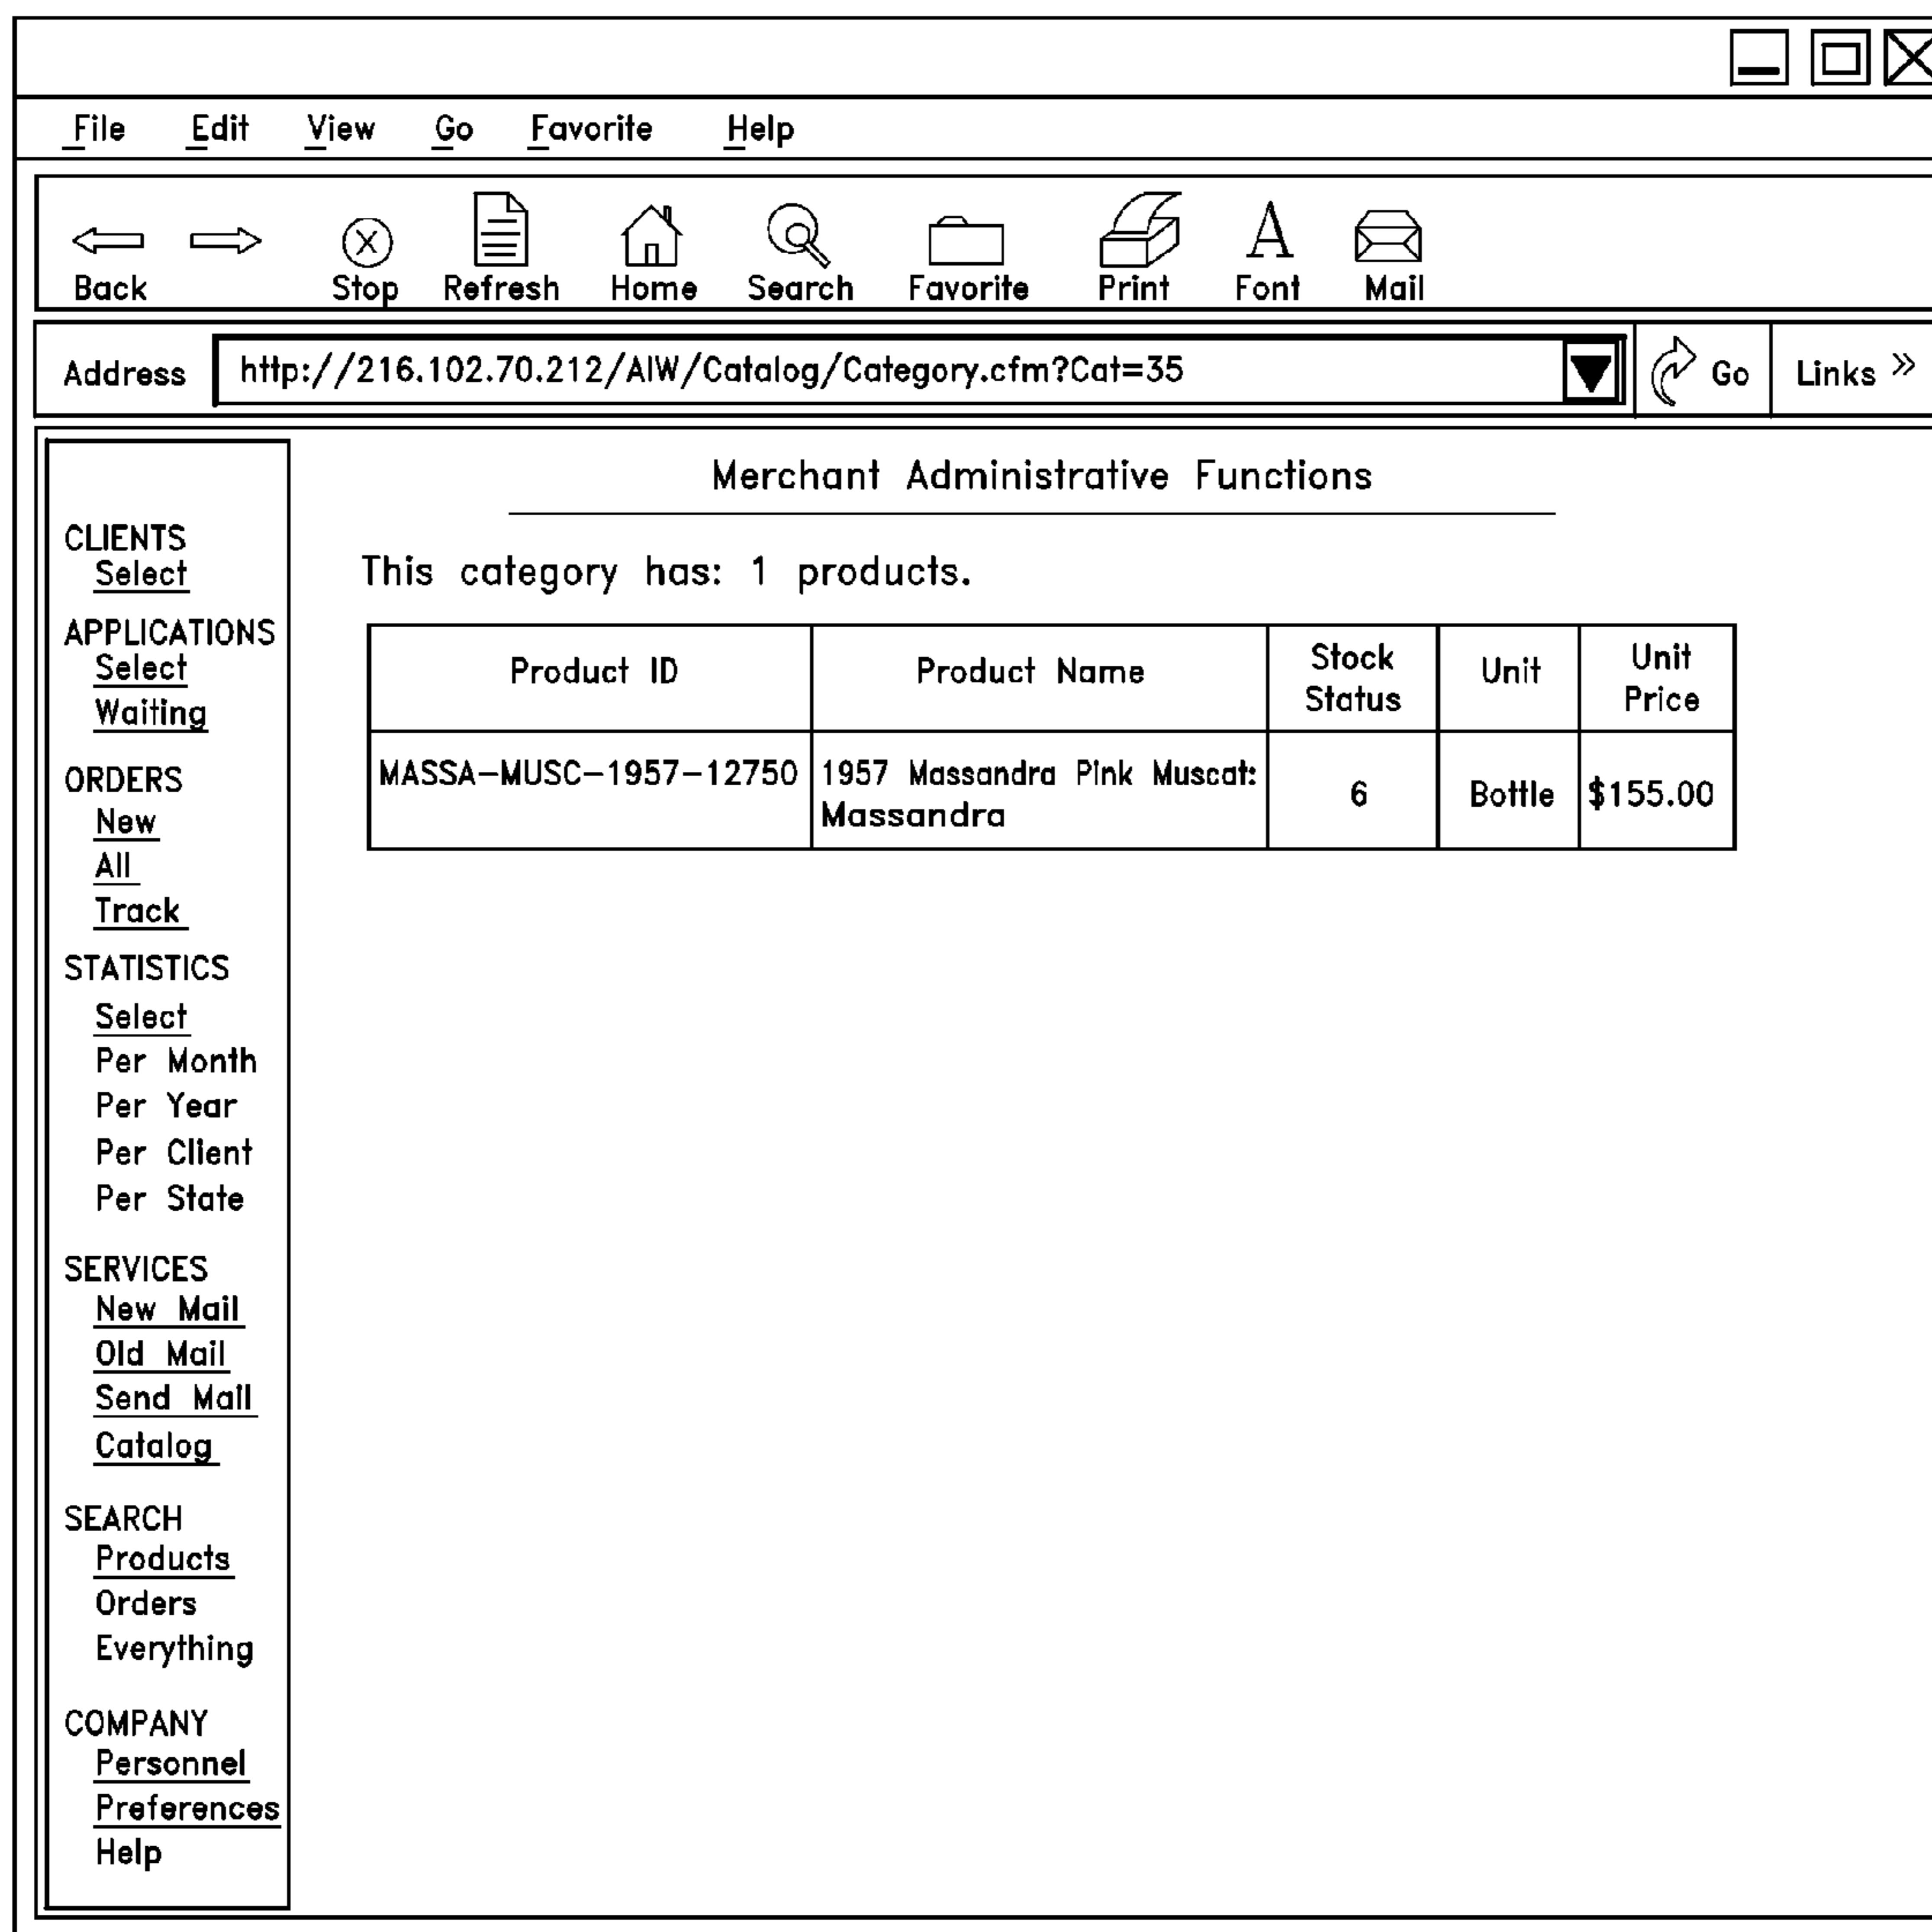 File Edit View Go Favorite Help
Back Stop Refresh Home Search Favorite Print Font Mail
Address http://216.102.70.212/AIW/Catalog/Category.cfm?Cat=35 Go Links »
CLIENTS
Select
APPLICATIONS
Select
Waiting
ORDERS
New
All
Track
STATISTICS
Select
Per Month
Per Year
Per Client
Per State
SERVICES
New Mail
Old Mail
Send Mail
Catalog
SEARCH
Products
Orders
Everything
COMPANY
Personnel
Preferences
Help
Merchant Administrative Functions
This category has: 1 products.
Product ID Product Name Stock Status Unit Unit Price
MASSA-MUSC-1957-12750 1957 Massandra Pink Muscat: 6 Bottle $155.00
Massandra